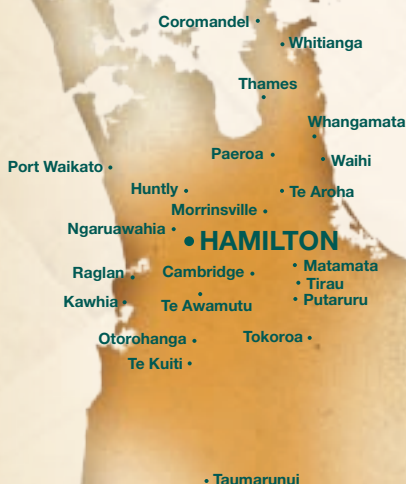 Coromandel
Whitianga
Thames
Whangamata
Paeroa
Waihi
Port Waikato
Huntly
Te Aroha
Morrinsville
Ngaruawahia
HAMILTON
Matamata
Raglan
Cambridge
Tirau
Kawhia
Te Awamutu
Putaruru
Otorohanga
Tokoroa
Te Kuiti
Taumarunui